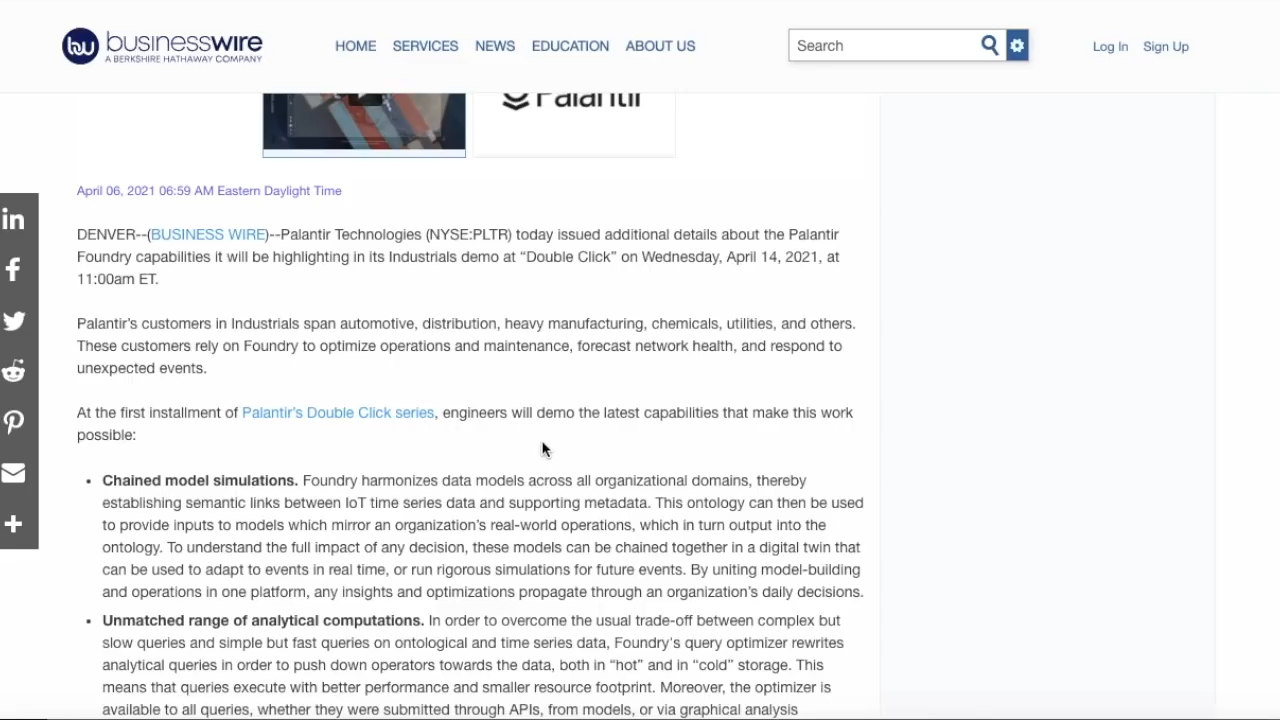 businesswire
A BERKSHIRE HATHAWAY COMPANY
HOME SERVICES NEWS EDUCATION ABOUT US
Search
Log In Sign Up
Palantir
April 06, 2021 06:59 AM Eastern Daylight Time
DENVER--(BUSINESS WIRE)--Palantir Technologies (NYSE:PLTR) today issued additional details about the Palantir
Foundry capabilities it will be highlighting in its Industrials demo at “Double Click” on Wednesday, April 14, 2021, at
11:00am ET.
Palantir’s customers in Industrials span automotive, distribution, heavy manufacturing, chemicals, utilities, and others.
These customers rely on Foundry to optimize operations and maintenance, forecast network health, and respond to
unexpected events.
At the first installment of Palantir’s Double Click series, engineers will demo the latest capabilities that make this work
possible:
• Chained model simulations. Foundry harmonizes data models across all organizational domains, thereby
establishing semantic links between IoT time series data and supporting metadata. This ontology can then be used
to provide inputs to models which mirror an organization’s real-world operations, which in turn output into the
ontology. To understand the full impact of any decision, these models can be chained together in a digital twin that
can be used to adapt to events in real time, or run rigorous simulations for future events. By uniting model-building
and operations in one platform, any insights and optimizations propagate through an organization’s daily decisions.
• Unmatched range of analytical computations. In order to overcome the usual trade-off between complex but
slow queries and simple but fast queries on ontological and time series data, Foundry's query optimizer rewrites
analytical queries in order to push down operators towards the data, both in “hot” and in “cold” storage. This
means that queries execute with better performance and smaller resource footprint. Moreover, the optimizer is
available to all queries, whether they were submitted through APIs, from models, or via graphical analysis